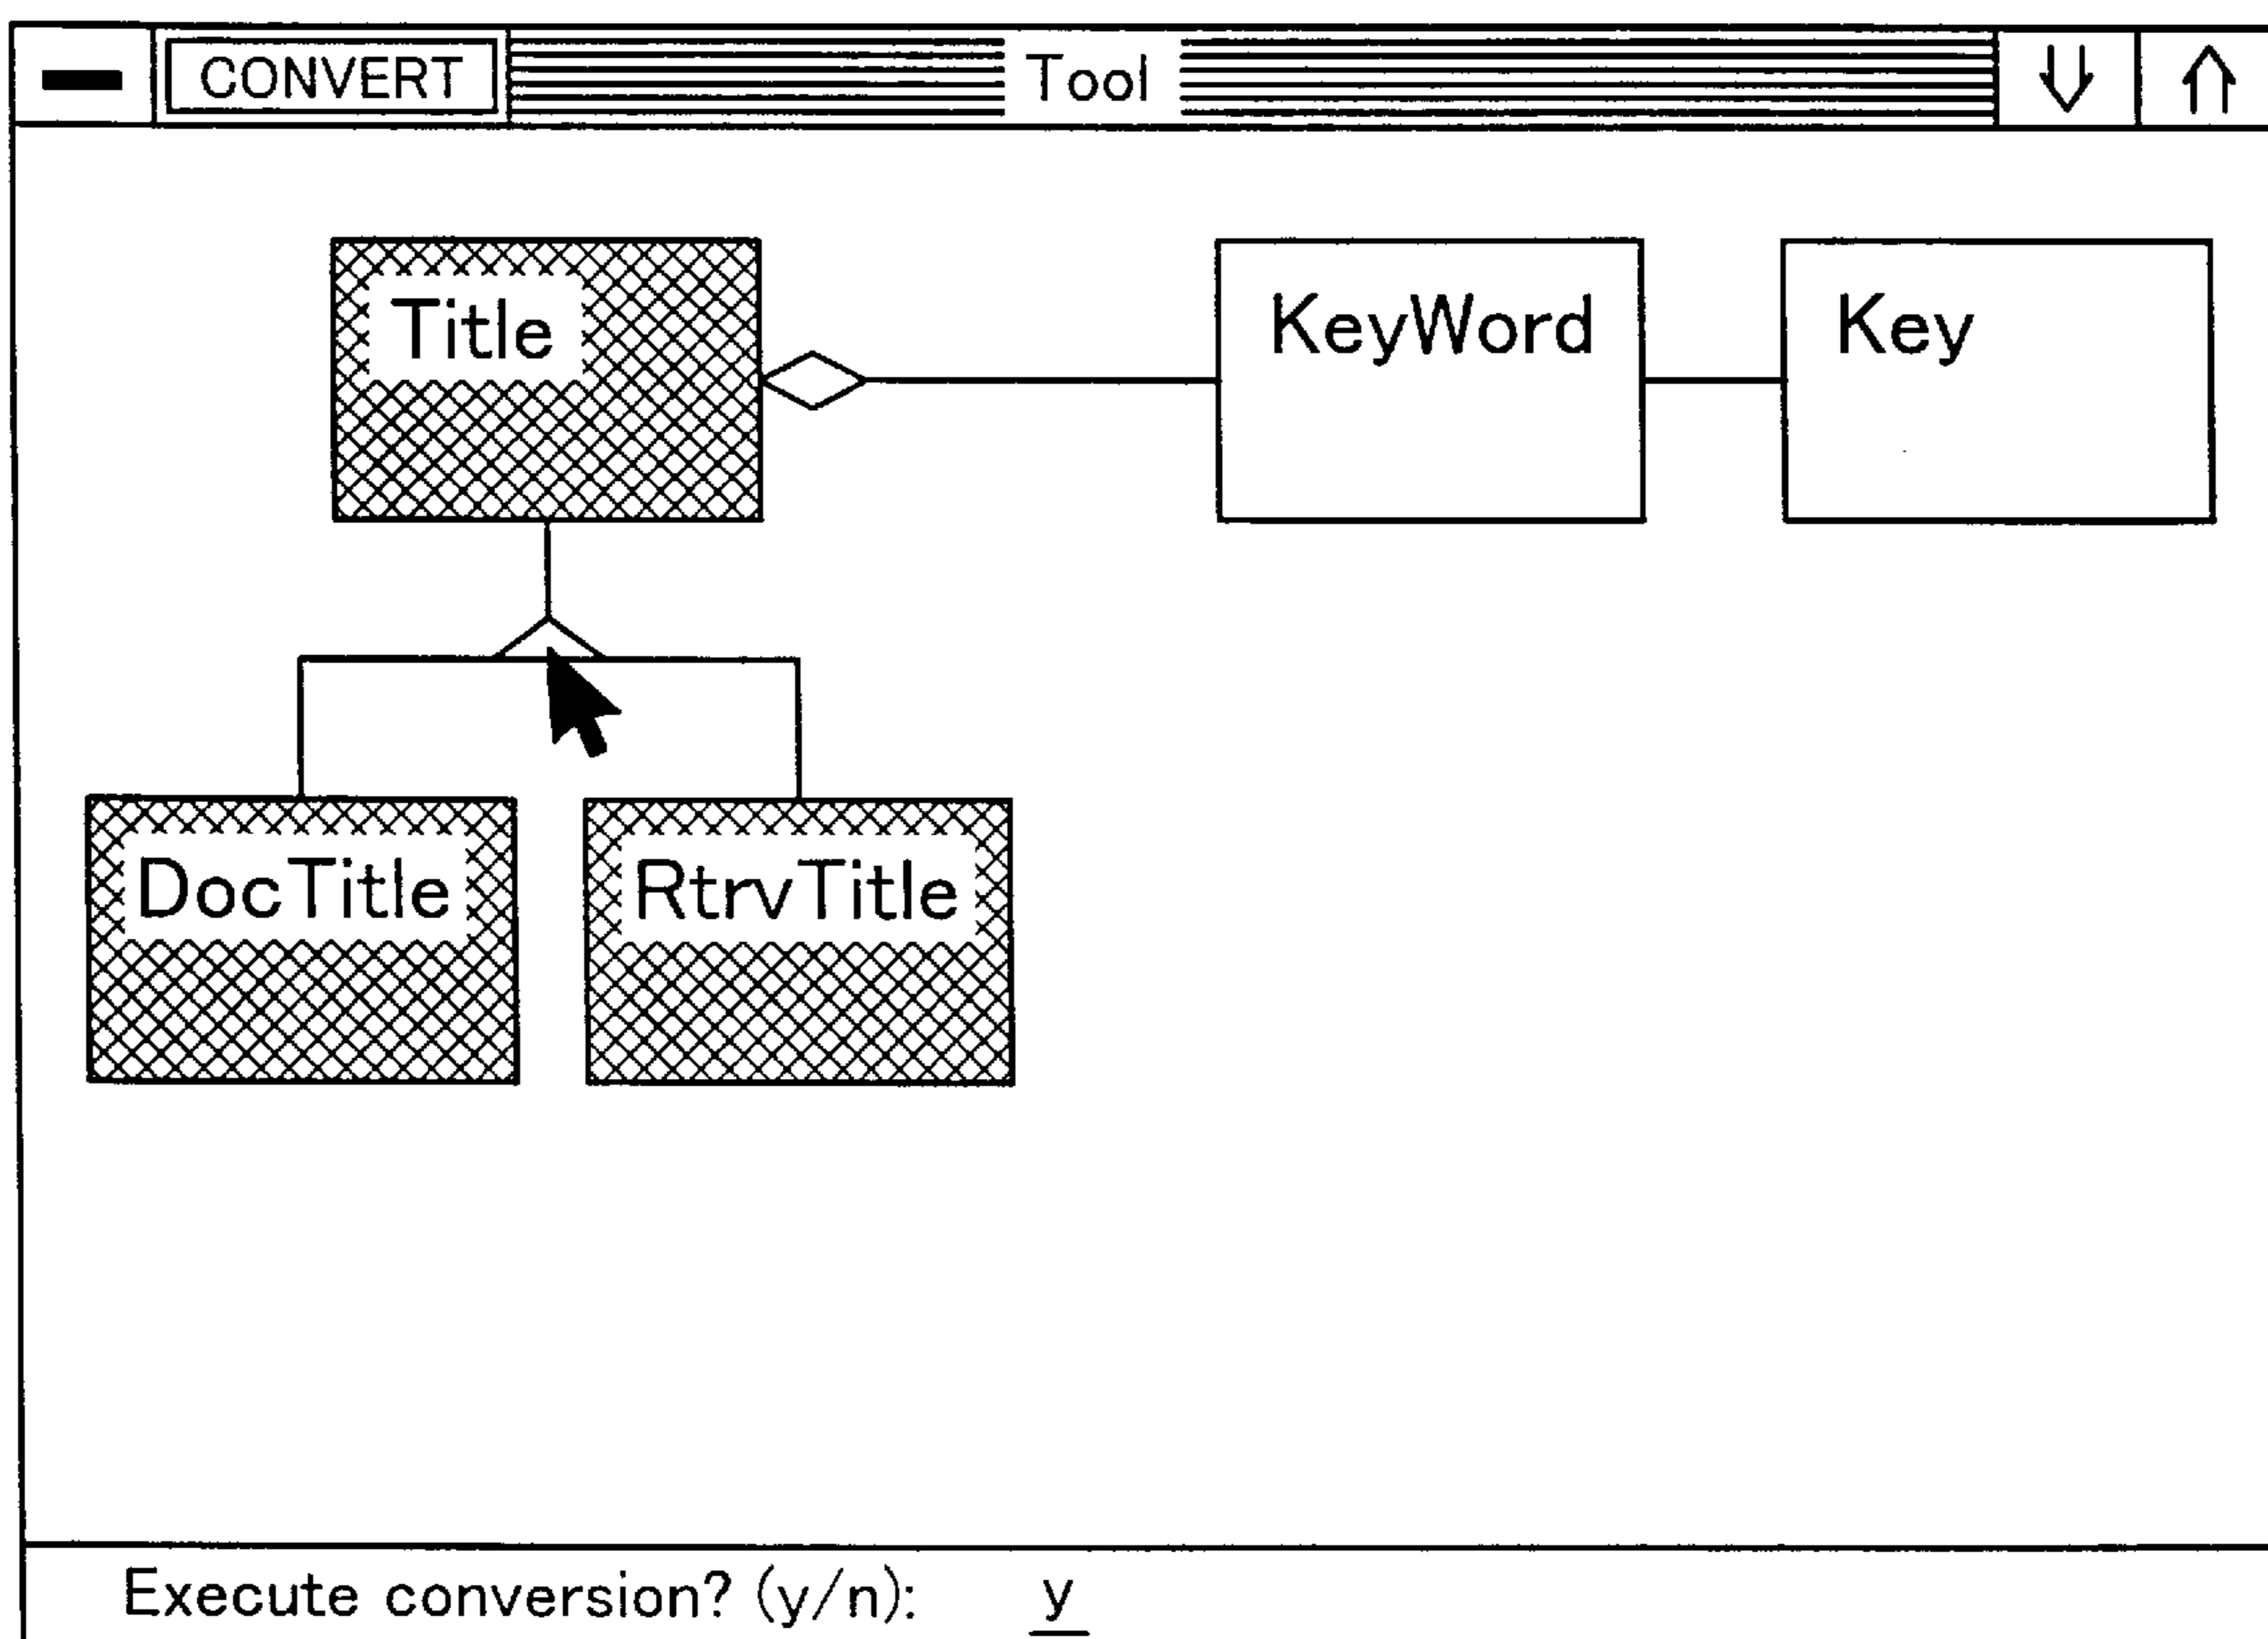 CONVERT Tool
Title KeyWord Key
DocTitle RtrvTitle
Execute conversion? (y/n): y